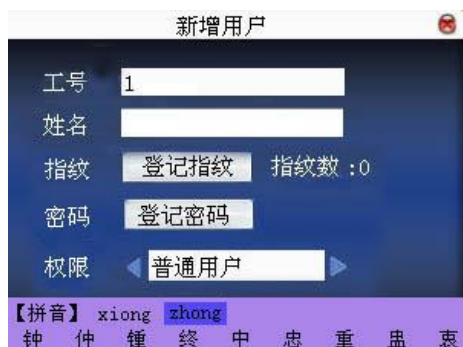 新增用户
工号 1
姓名
指纹 登记指纹 指纹数:0
密码 登记密码
权限 普通用户
【拼音】 xiong zhong
钟 仲 锺 终 中 忠 重 蛊 衷